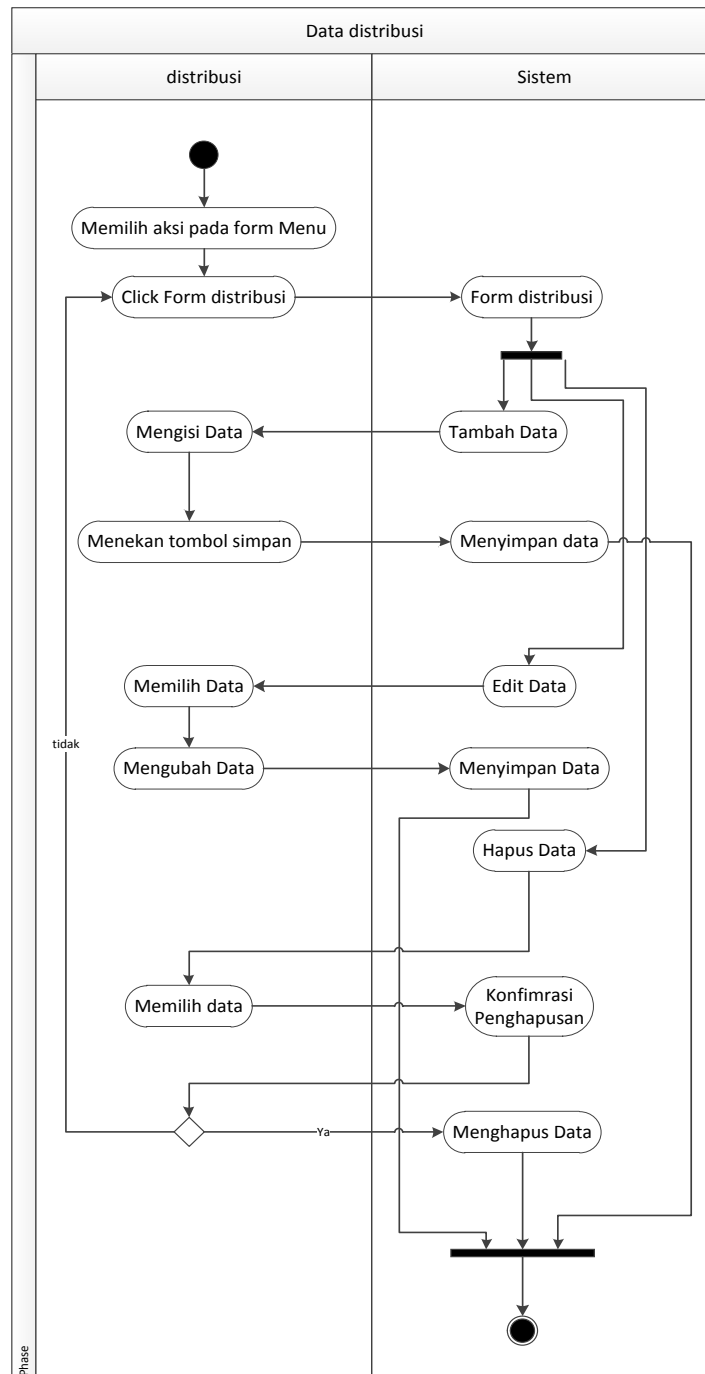 Data distribusi
distribusi
Sistem
Memilih aksi pada form Menu
Click Form distribusi
Form distribusi
Mengisi Data
Tambah Data
Menekan tombol simpan
Menyimpan data
Memilih Data
Edit Data
tidak
Mengubah Data
Menyimpan Data
Hapus Data
Memilih data
Konfimrasi
Penghapusan
Ya
Menghapus Data
Phase